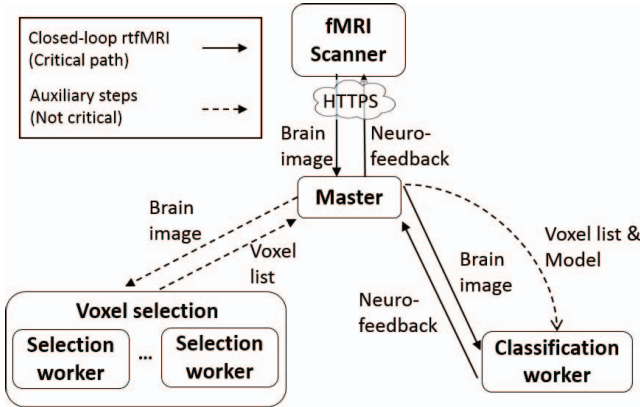 Closed-loop rtfMRI
(Critical path)
Auxiliary steps
(Not critical)
fMRI
Scanner
HTTPS
Brain
image
Neuro-
feedback
Master
Brain
image
Voxel
list
Voxel list &
Model
Brain
image
Neuro-
feedback
Voxel selection
Selection
worker
...
Selection
worker
Classification
worker